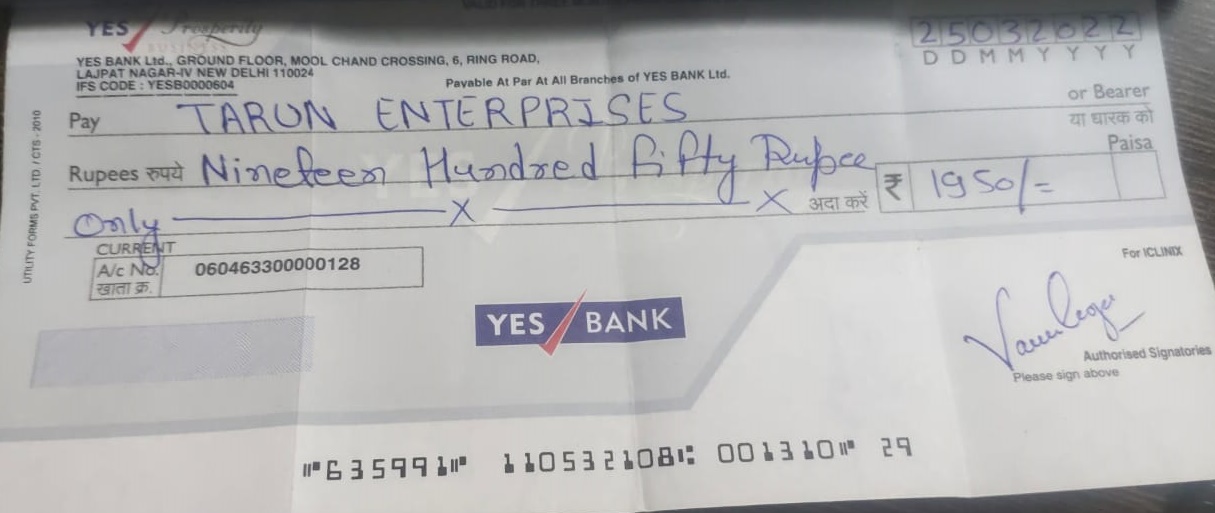 YES Prosperity
BUSINESS
25032022
DDMMYYYY
YES BANK Ltd., GROUND FLOOR, MOOL CHAND CROSSING, 6, RING ROAD,
LAJPAT NAGAR-IV NEW DELHI 110024
IFS CODE : YESB0000604
Payable At Par At All Branches of YES BANK Ltd.
Pay TARUN ENTERPRISES or Bearer
या धारक को
Rupees रुपये Nineteen Hundred Fifty Rupee
Paisa
₹ 1950/=
Only x x अदा करें
CURRENT
A/c No. 060463300000128
खाता क्र.
UTILITY FORMS PVT. LTD / CTS - 2010
For ICLINIX
YES BANK
Authorised Signatories
Please sign above
⑈635991⑈ 110532108⑆ 001310⑈ 29